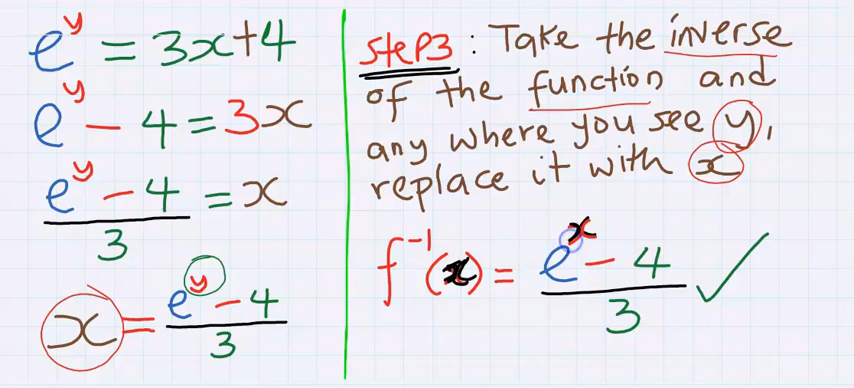 e^y = 3x+4
e^y - 4 = 3x
e^y - 4 / 3 = x
x = e^y - 4 / 3
Step3 : Take the inverse
of the function and
any where you see y,
replace it with x
f^-1(x) = e^x - 4 / 3 ✓